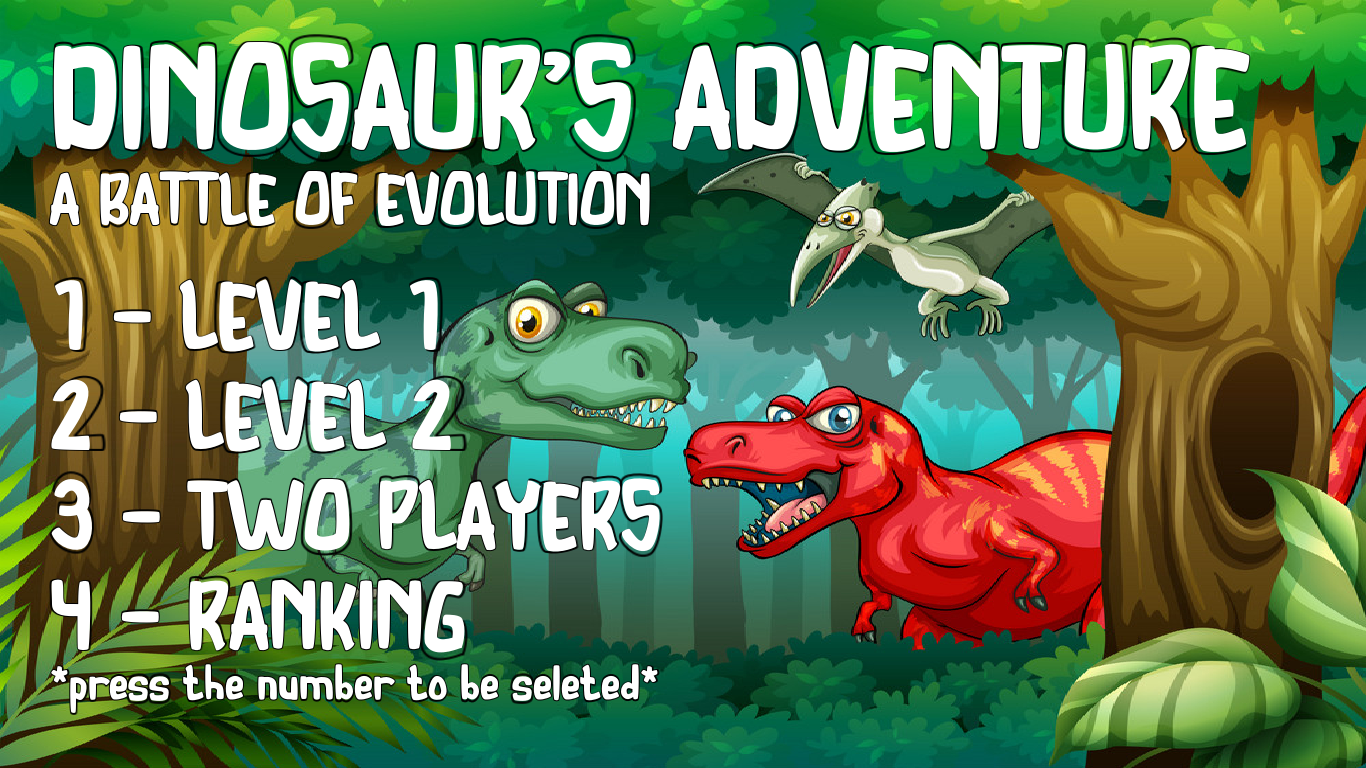 DINOSAUR'S ADVENTURE
A BATTLE OF EVOLUTION
1 - LEVEL 1
2 - LEVEL 2
3 - TWO PLAYERS
4 - RANKING
*press the number to be seleted*